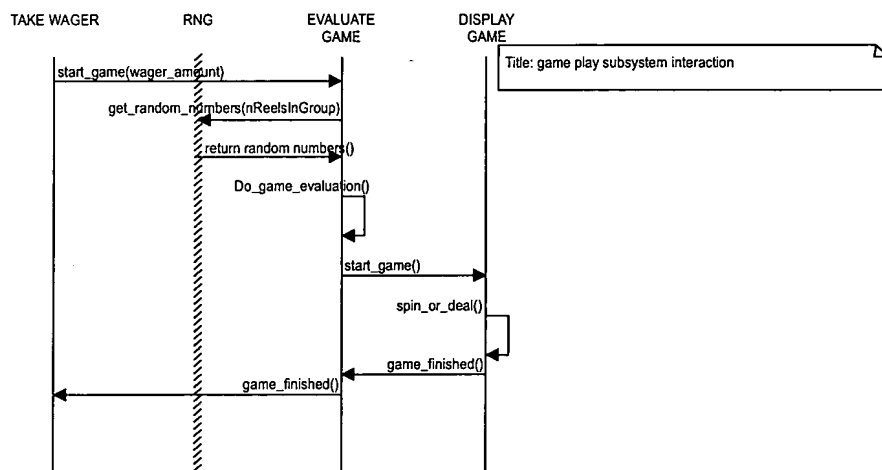 TAKE WAGER
RNG
EVALUATE
GAME
DISPLAY
GAME
Title: game play subsystem interaction
start_game(wager_amount)
get_random_numbers(nReelsInGroup)
return random numbers()
Do_game_evaluation()
start_game()
spin_or_deal()
game_finished()
game_finished()